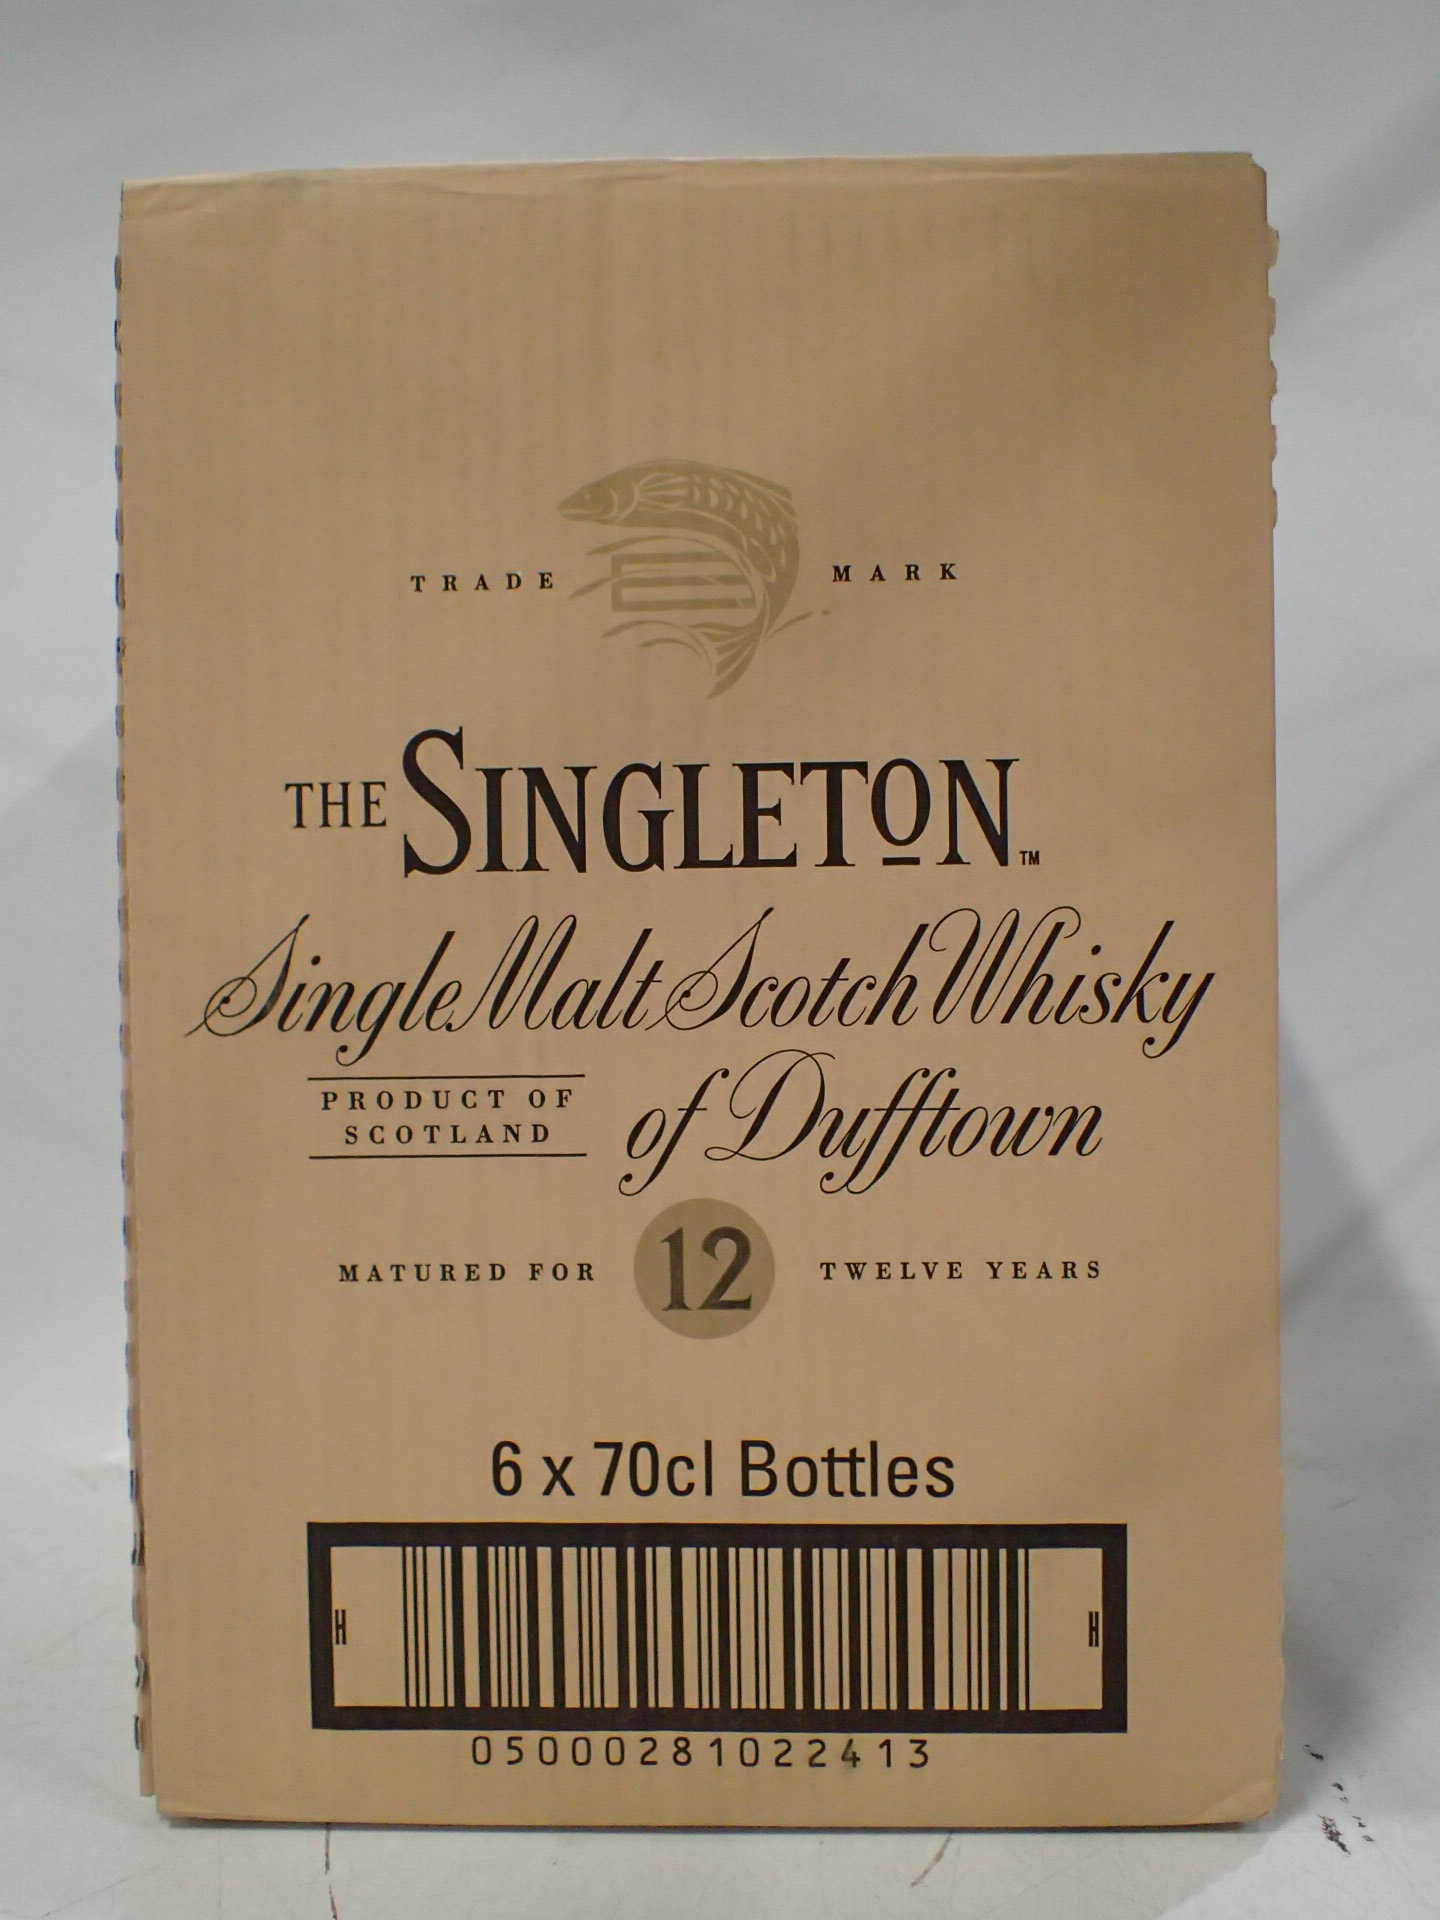 TRADE MARK
THE SINGLETON™
Single Malt Scotch Whisky
PRODUCT OF
SCOTLAND
of Dufftown
MATURED FOR 12 TWELVE YEARS
6 x 70cl Bottles
H H
05000281022413